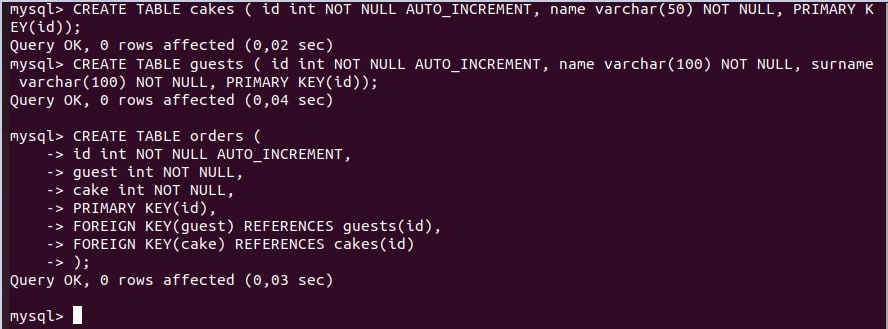 mysql> CREATE TABLE cakes ( id int NOT NULL AUTO_INCREMENT, name varchar(50) NOT NULL, PRIMARY K
EY(id));
Query OK, 0 rows affected (0,02 sec)
mysql> CREATE TABLE guests ( id int NOT NULL AUTO_INCREMENT, name varchar(100) NOT NULL, surname
 varchar(100) NOT NULL, PRIMARY KEY(id));
Query OK, 0 rows affected (0,04 sec)
mysql> CREATE TABLE orders (
    -> id int NOT NULL AUTO_INCREMENT,
    -> guest int NOT NULL,
    -> cake int NOT NULL,
    -> PRIMARY KEY(id),
    -> FOREIGN KEY(guest) REFERENCES guests(id),
    -> FOREIGN KEY(cake) REFERENCES cakes(id)
    -> );
Query OK, 0 rows affected (0,03 sec)
mysql>